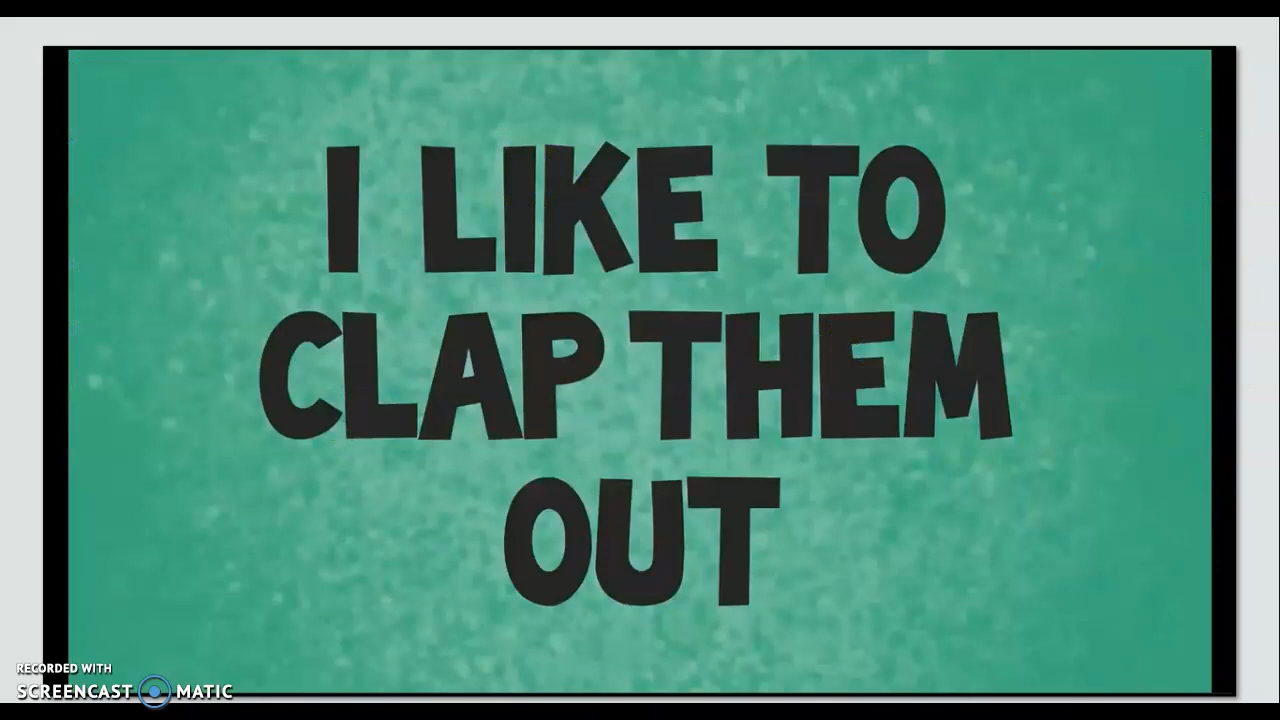 I LIKE TO
CLAP THEM
OUT
RECORDED WITH
SCREENCAST MATIC